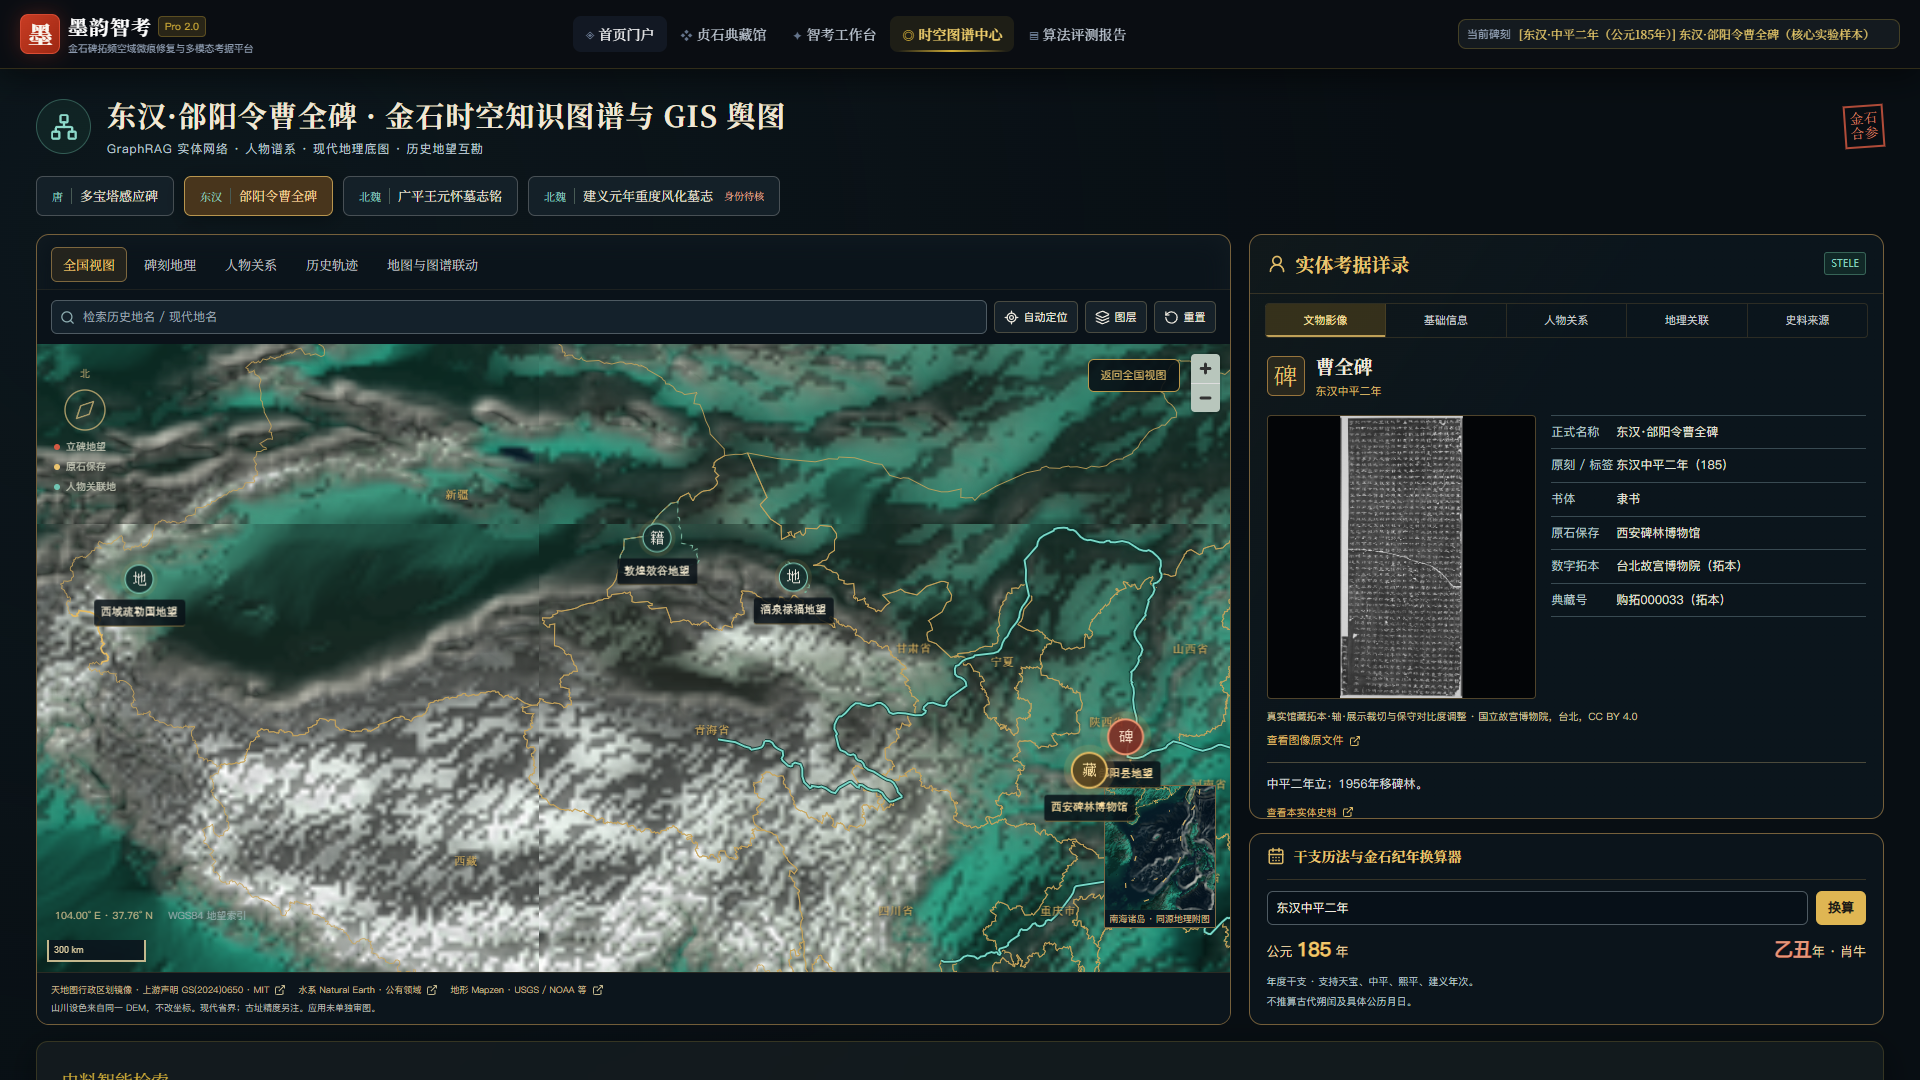 墨
墨韵智考
Pro 2.0
金石碑拓频空域微痕修复与多模态考据平台
首页门户
贞石典藏馆
智考工作台
时空图谱中心
算法评测报告
当前碑刻 [东汉·中平二年（公元185年）] 东汉·郃阳令曹全碑（核心实验样本）
东汉·郃阳令曹全碑 · 金石时空知识图谱与 GIS 舆图
GraphRAG 实体网络 · 人物谱系 · 现代地理底图 · 历史地望互勘
金石合参
唐 多宝塔感应碑
东汉 郃阳令曹全碑
北魏 广平王元怀墓志铭
北魏 建义元年重度风化墓志 身份待核
全国视图
碑刻地理
人物关系
历史轨迹
地图与图谱联动
检索历史地名 / 现代地名
自动定位
图层
重置
北
立碑地望
原石保存
人物关联地
返回全国视图
+
−
新疆
籍
敦煌效谷地望
地
西域疏勒国地望
地
酒泉禄福地望
甘肃省
宁夏
山西省
青海省
陕西
碑
藏
阳县地望
西安碑林博物馆
河南省
西藏
四川省
重庆市
南海诸岛 · 同源地理附图
104.00° E · 37.76° N WGS84 地望索引
300 km
天地图行政区划镜像 · 上游声明 GS(2024)0650 · MIT
水系 Natural Earth · 公有领域
地形 Mapzen · USGS / NOAA 等
山川设色来自同一 DEM，不改坐标。现代省界；古址精度另注。应用未单独审图。
实体考据详录
STELE
文物影像
基础信息
人物关系
地理关联
史料来源
碑
曹全碑
东汉中平二年
正式名称 东汉·郃阳令曹全碑
原刻 / 标签 东汉中平二年（185）
书体 隶书
原石保存 西安碑林博物馆
数字拓本 台北故宫博物院（拓本）
典藏号 购拓000033（拓本）
真实馆藏拓本·轴·展示裁切与保守对比度调整 · 国立故宫博物院，台北，CC BY 4.0
查看图像原文件
中平二年立；1956年移碑林。
查看本实体史料
干支历法与金石纪年换算器
东汉中平二年
换算
公元 185 年
乙丑年 · 肖牛
年度干支 · 支持天宝、中平、熙平、建义年次。
不推算古代朔闰及具体公历月日。
史料智能检索